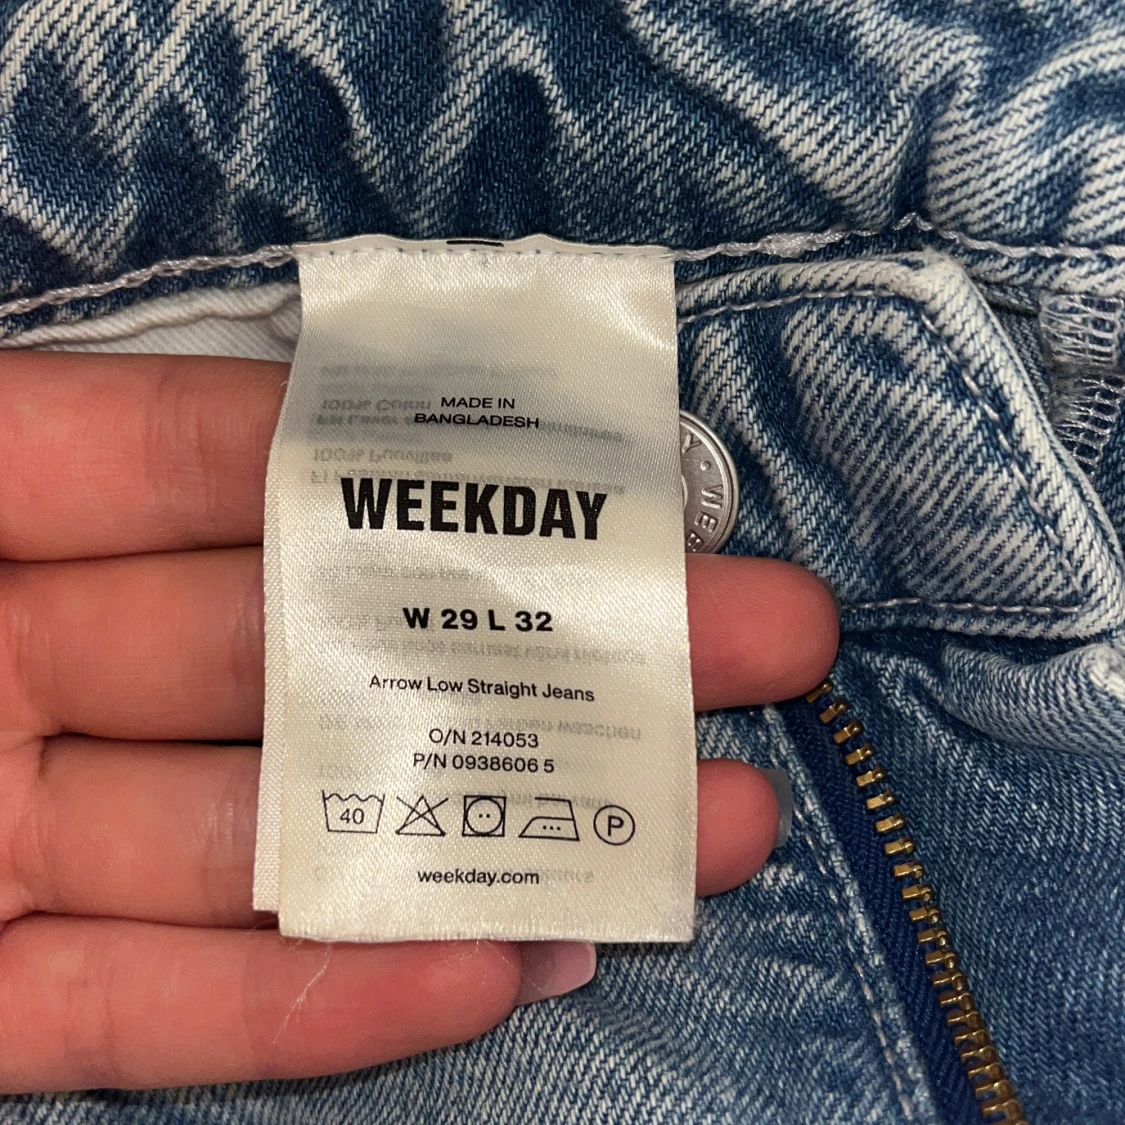 MADE IN
BANGLADESH
WEEKDAY
W 29 L 32
Arrow Low Straight Jeans
O/N 214053
P/N 0938606 5
40
P
weekday.com